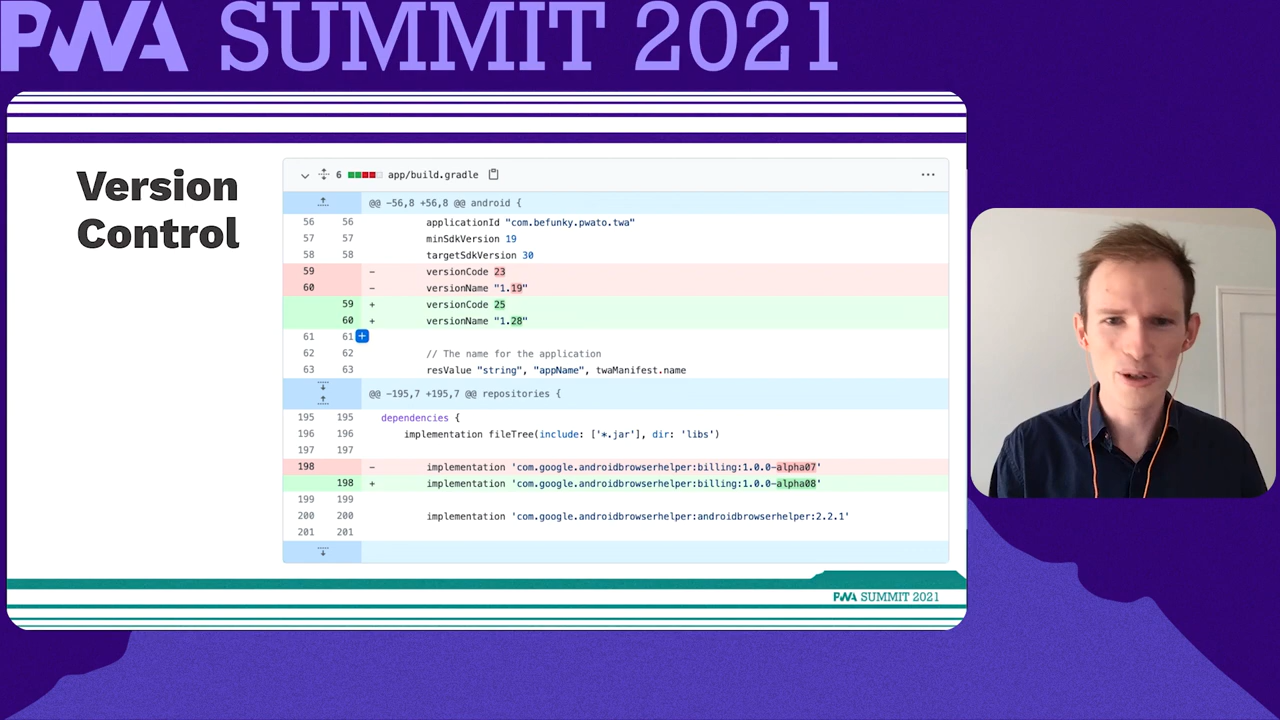 PWA SUMMIT 2021
Version
Control
6 app/build.gradle
@@ -56,8 +56,8 @@ android {
56 56 applicationId "com.befunky.pwato.twa"
57 57 minSdkVersion 19
58 58 targetSdkVersion 30
59 - versionCode 23
60 - versionName "1.19"
59 + versionCode 25
60 + versionName "1.28"
61 61
62 62 // The name for the application
63 63 resValue "string", "appName", twaManifest.name
@@ -195,7 +195,7 @@ repositories {
195 195 dependencies {
196 196 implementation fileTree(include: ['*.jar'], dir: 'libs')
197 197
198 - implementation 'com.google.androidbrowserhelper:billing:1.0.0-alpha07'
198 + implementation 'com.google.androidbrowserhelper:billing:1.0.0-alpha08'
199 199
200 200 implementation 'com.google.androidbrowserhelper:androidbrowserhelper:2.2.1'
201 201
PWA SUMMIT 2021